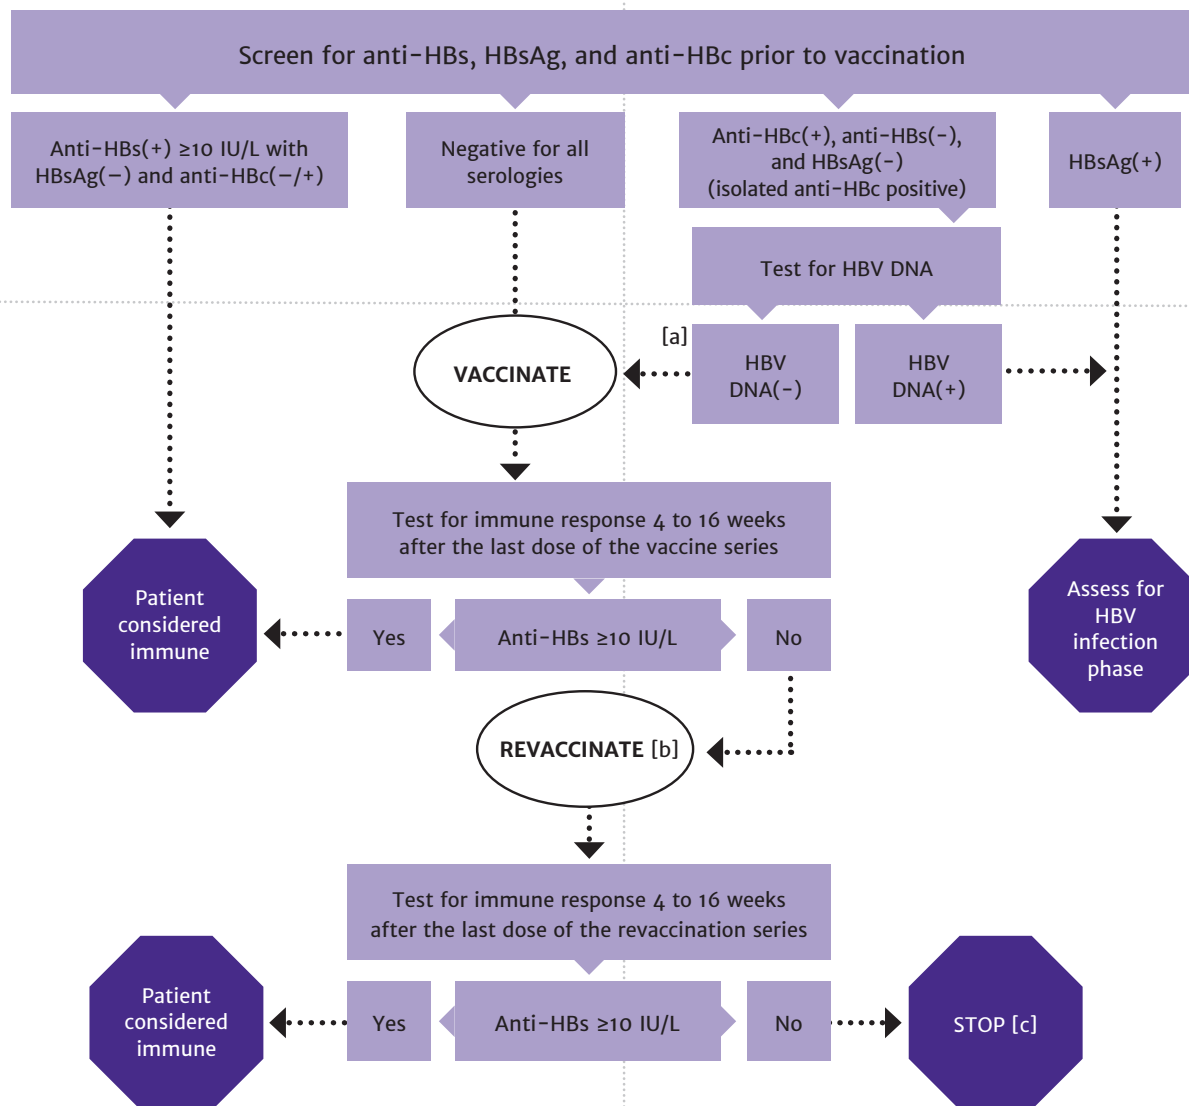 Screen for anti-HBs, HBsAg, and anti-HBc prior to vaccination
Anti-HBs(+) ≥10 IU/L with
HBsAg(−) and anti-HBc(−/+)
Negative for all
serologies
Anti-HBc(+), anti-HBs(-),
and HBsAg(-)
(isolated anti-HBc positive)
HBsAg(+)
Test for HBV DNA
[a]
HBV
DNA(-)
HBV
DNA(+)
VACCINATE
Test for immune response 4 to 16 weeks
after the last dose of the vaccine series
Patient
considered
immune
Yes
Anti-HBs ≥10 IU/L
No
Assess for
HBV
infection
phase
REVACCINATE [b]
Test for immune response 4 to 16 weeks
after the last dose of the revaccination series
Patient
considered
immune
Yes
Anti-HBs ≥10 IU/L
No
STOP [c]